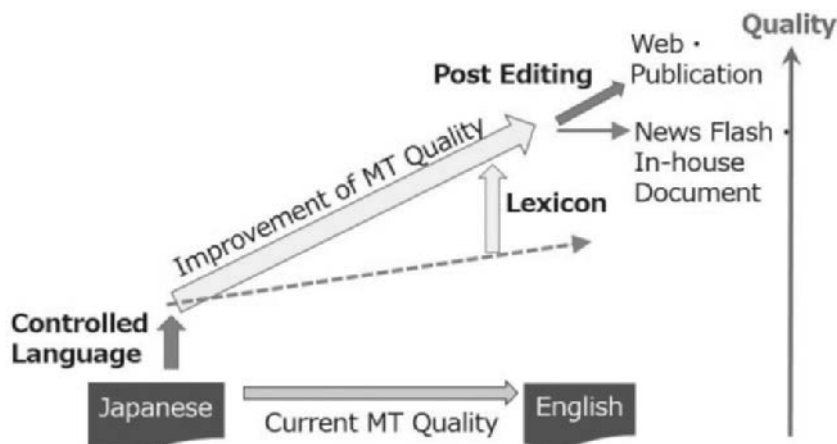 Quality
Web・
Publication
Post Editing
News Flash・
In-house
Document
Improvement of MT Quality
Lexicon
Controlled
Language
Japanese
English
Current MT Quality